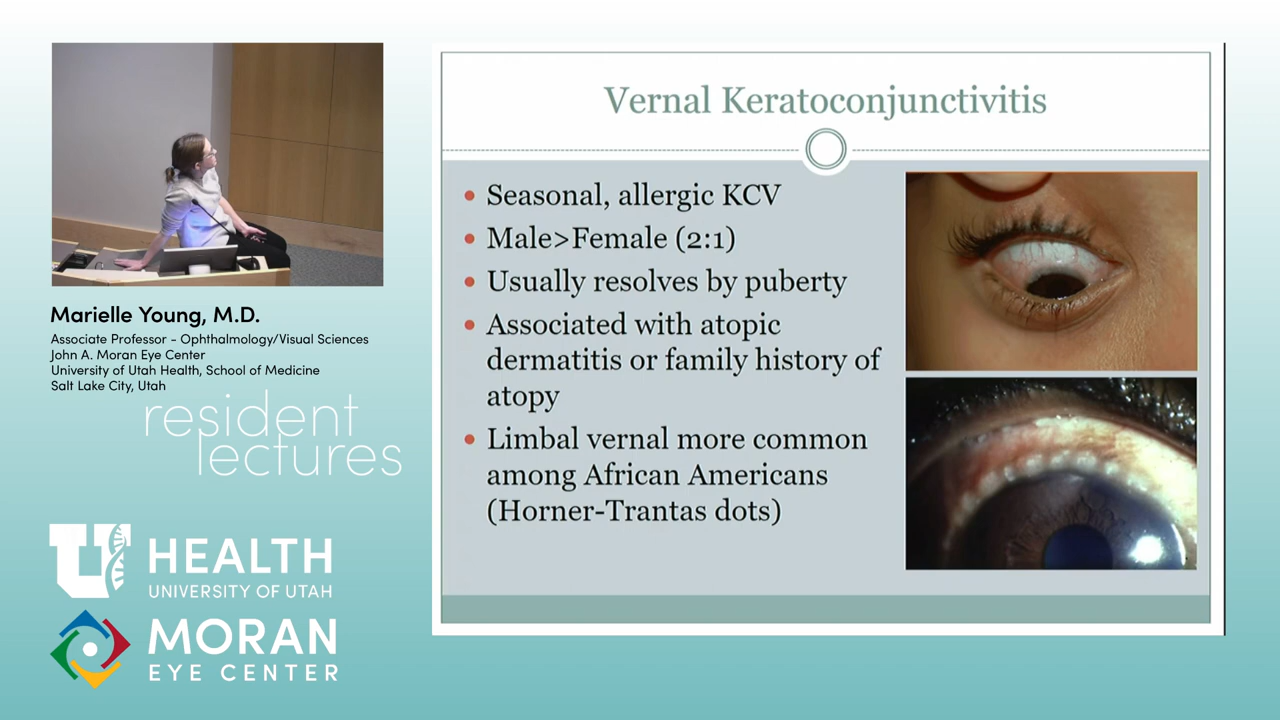 Vernal Keratoconjunctivitis
• Seasonal, allergic KCV
• Male>Female (2:1)
• Usually resolves by puberty
• Associated with atopic
dermatitis or family history of
atopy
• Limbal vernal more common
among African Americans
(Horner-Trantas dots)
Marielle Young, M.D.
Associate Professor - Ophthalmology/Visual Sciences
John A. Moran Eye Center
University of Utah Health, School of Medicine
Salt Lake City, Utah
resident
lectures
U HEALTH
UNIVERSITY OF UTAH
MORAN
EYE CENTER